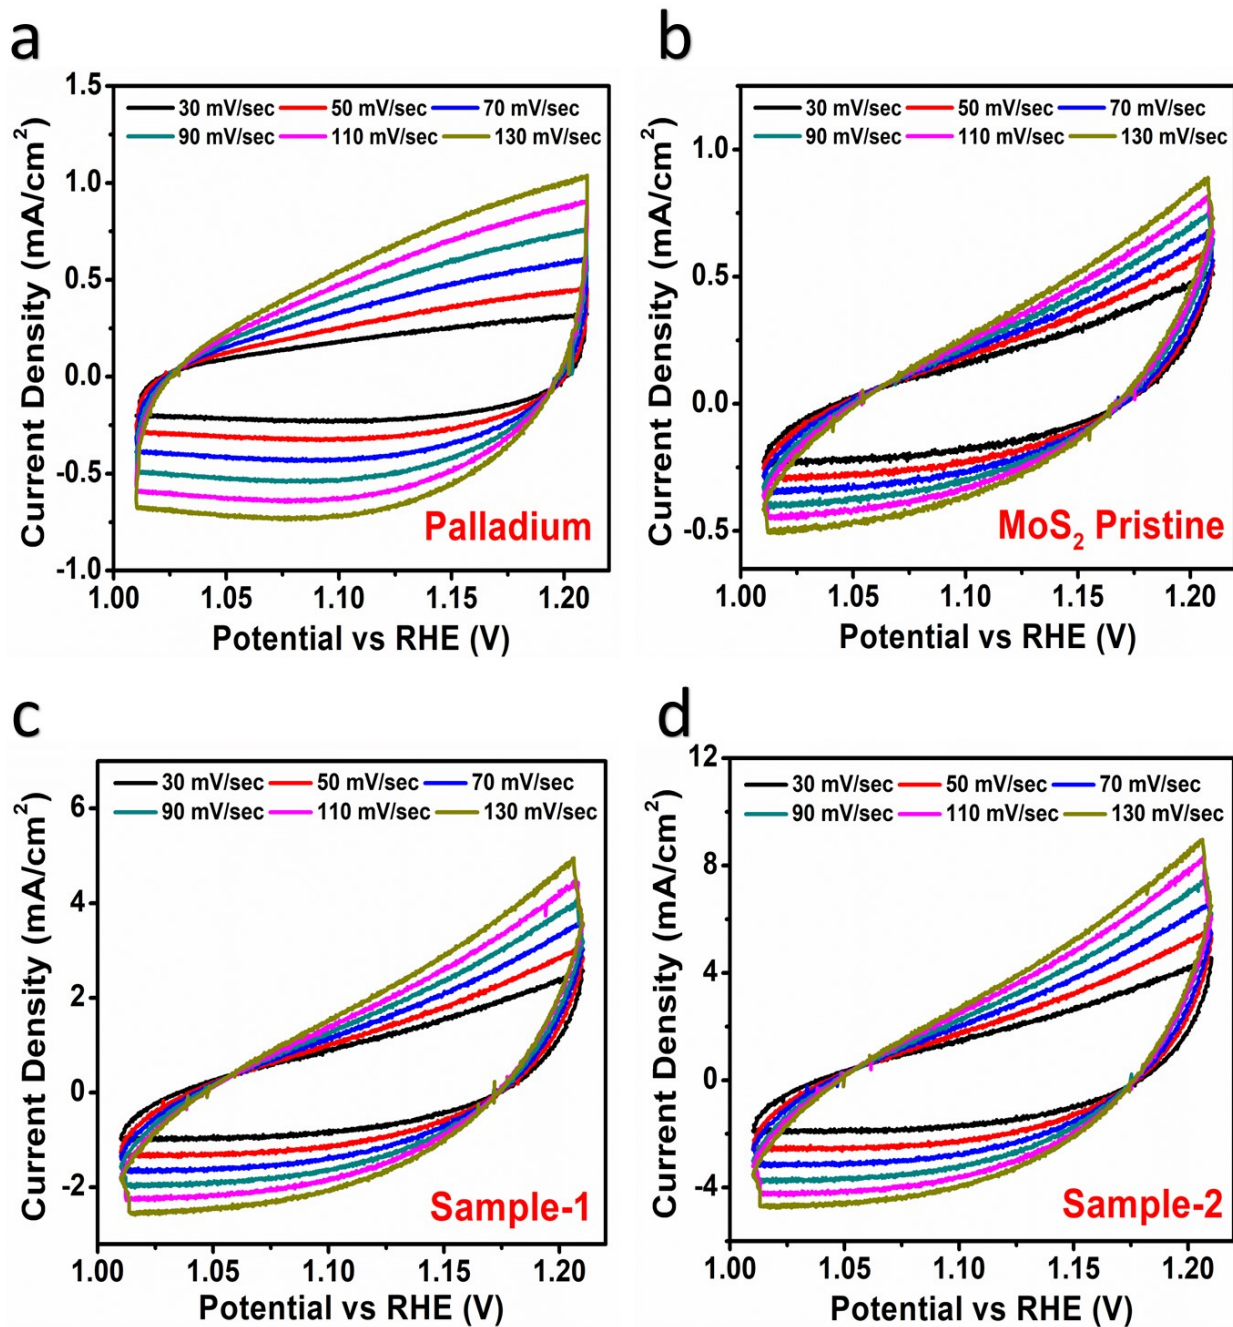 a
1.5
1.0
0.5
0.0
-0.5
-1.0
1.00 1.05 1.10 1.15 1.20
Current Density (mA/cm²)
Potential vs RHE (V)
30 mV/sec 50 mV/sec 70 mV/sec
90 mV/sec 110 mV/sec 130 mV/sec
Palladium
b
1.0
0.5
0.0
-0.5
1.00 1.05 1.10 1.15 1.20
Current Density (mA/cm²)
Potential vs RHE (V)
30 mV/sec 50 mV/sec 70 mV/sec
90 mV/sec 110 mV/sec 130 mV/sec
MoS₂ Pristine
c
6
4
2
0
-2
1.00 1.05 1.10 1.15 1.20
Current Density (mA/cm²)
Potential vs RHE (V)
30 mV/sec 50 mV/sec 70 mV/sec
90 mV/sec 110 mV/sec 130 mV/sec
Sample-1
d
12
8
4
0
-4
1.00 1.05 1.10 1.15 1.20
Current Density (mA/cm²)
Potential vs RHE (V)
30 mV/sec 50 mV/sec 70 mV/sec
90 mV/sec 110 mV/sec 130 mV/sec
Sample-2